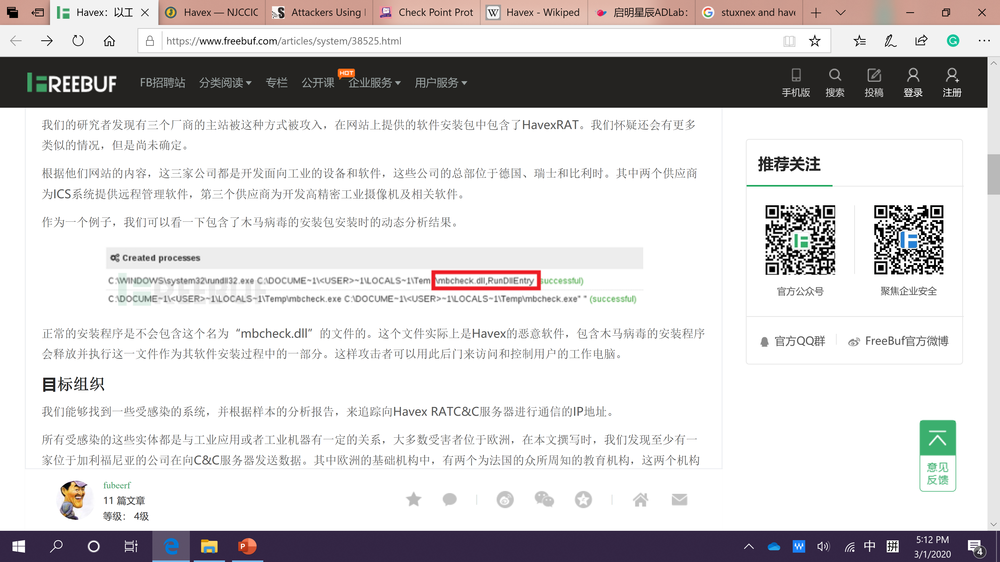 Havex：以工
Havex — NJCCIC
Attackers Using
Check Point Prot
Havex - Wikiped
启明星辰ADLab：
stuxnex and have
https://www.freebuf.com/articles/system/38525.html
FREEBUF
FB招聘站
分类阅读
专栏
公开课
HOT
企业服务
用户服务
手机版
搜索
投稿
登录
注册
我们的研究者发现有三个厂商的主站被这种方式被攻入，在网站上提供的软件安装包中包含了HavexRAT。我们怀疑还会有更多
类似的情况，但是尚未确定。
根据他们网站的内容，这三家公司都是开发面向工业的设备和软件，这些公司的总部位于德国、瑞士和比利时。其中两个供应商
为ICS系统提供远程管理软件，第三个供应商为开发高精密工业摄像机及相关软件。
作为一个例子，我们可以看一下包含了木马病毒的安装包安装时的动态分析结果。
Created processes
C:\WINDOWS\system32\rundll32.exe C:\DOCUME~1\<USER>~1\LOCALS~1\Tem \mbcheck.dll,RunDllEntry successful)
C:\DOCUME~1\<USER>~1\LOCALS~1\Temp\mbcheck.exe C:\DOCUME~1\<USER>~1\LOCALS~1\Temp\mbcheck.exe" " (successful)
FREEBUF
正常的安装程序是不会包含这个名为“mbcheck.dll”的文件的。这个文件实际上是Havex的恶意软件，包含木马病毒的安装程序
会释放并执行这一文件作为其软件安装过程中的一部分。这样攻击者可以用此后门来访问和控制用户的工作电脑。
目标组织
我们能够找到一些受感染的系统，并根据样本的分析报告，来追踪向Havex RATC&C服务器进行通信的IP地址。
所有受感染的这些实体都是与工业应用或者工业机器有一定的关系，大多数受害者位于欧洲，在本文撰写时，我们发现至少有一
家位于加利福尼亚的公司在向C&C服务器发送数据。其中欧洲的基础机构中，有两个为法国的众所周知的教育机构，这两个机构
推荐关注
官方公众号
聚焦企业安全
官方QQ群
FreeBuf官方微博
意见
反馈
fubeerf
11 篇文章
等级： 4级
中
拼
5:12 PM
3/1/2020
4